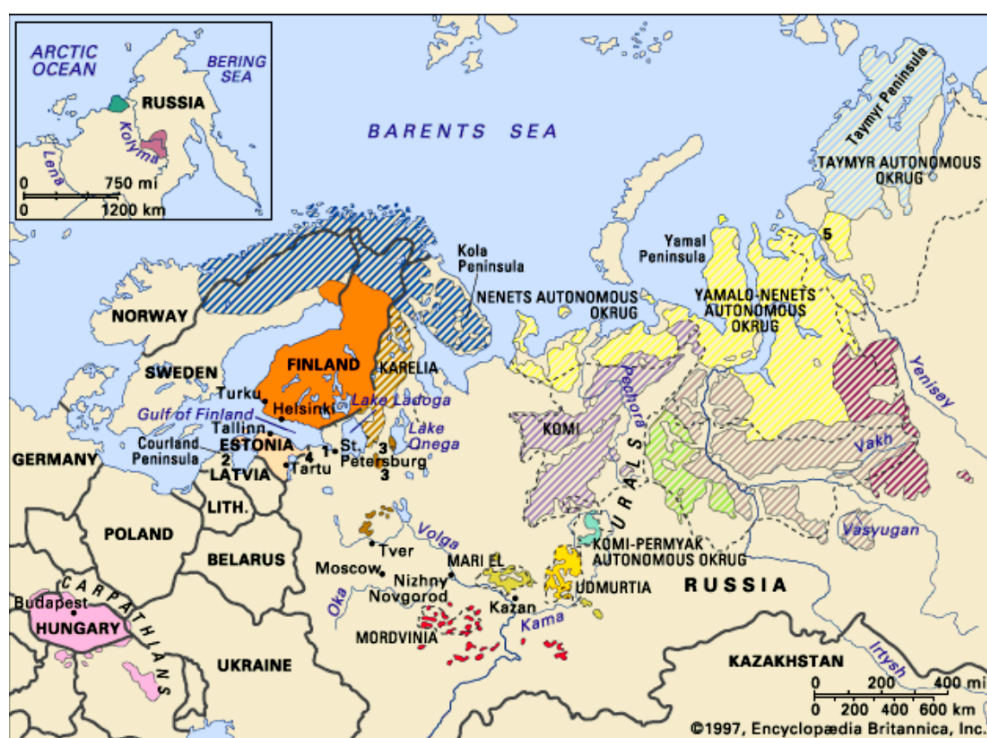 ARCTIC
OCEAN
BERING
SEA
RUSSIA
Kolyma
Lena
0 750 mi
0 1200 km
BARENTS SEA
Taymyr Peninsula
TAYMYR AUTONOMOUS
OKRUG
5
Yamal
Peninsula
Kola
Peninsula
NENETS AUTONOMOUS
OKRUG
YAMALO-NENETS
AUTONOMOUS
OKRUG
NORWAY
SWEDEN
FINLAND
KARELIA
Pechora
Yenisey
Turku
Helsinki
Lake Ladoga
Gulf of Finland
Tallinn
Lake
Onega
KOMI
URALS
Vakh
Courland
Peninsula
ESTONIA
2
4
1
St.
Petersburg
3
3
GERMANY
LATVIA
Tartu
LITH.
Vasyugan
POLAND
BELARUS
Tver
Volga
MARI EL
KOMI-PERMYAK
AUTONOMOUS OKRUG
Moscow
Nizhny
Novgorod
UDMURTIA
RUSSIA
CARPATHIANS
Budapest
HUNGARY
Oka
Kazan
Kama
MORDVINIA
UKRAINE
KAZAKHSTAN
Irtysh
0 200 400 mi
0 200 400 600 km
©1997, Encyclopædia Britannica, Inc.